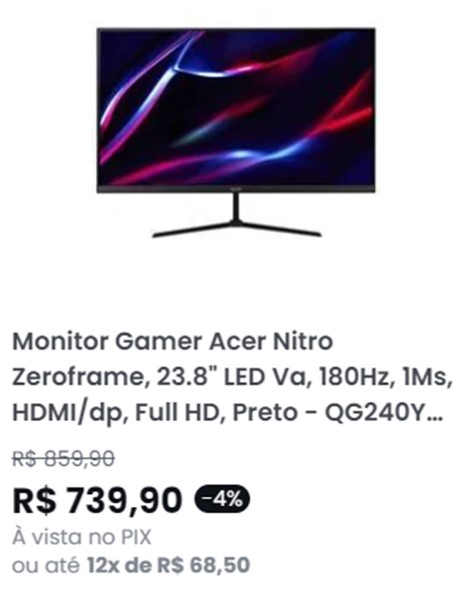 Monitor Gamer Acer Nitro
Zeroframe, 23.8" LED Va, 180Hz, 1Ms,
HDMI/dp, Full HD, Preto - QG240Y...
R$ 859,90
R$ 739,90 -4%
À vista no PIX
ou até 12x de R$ 68,50